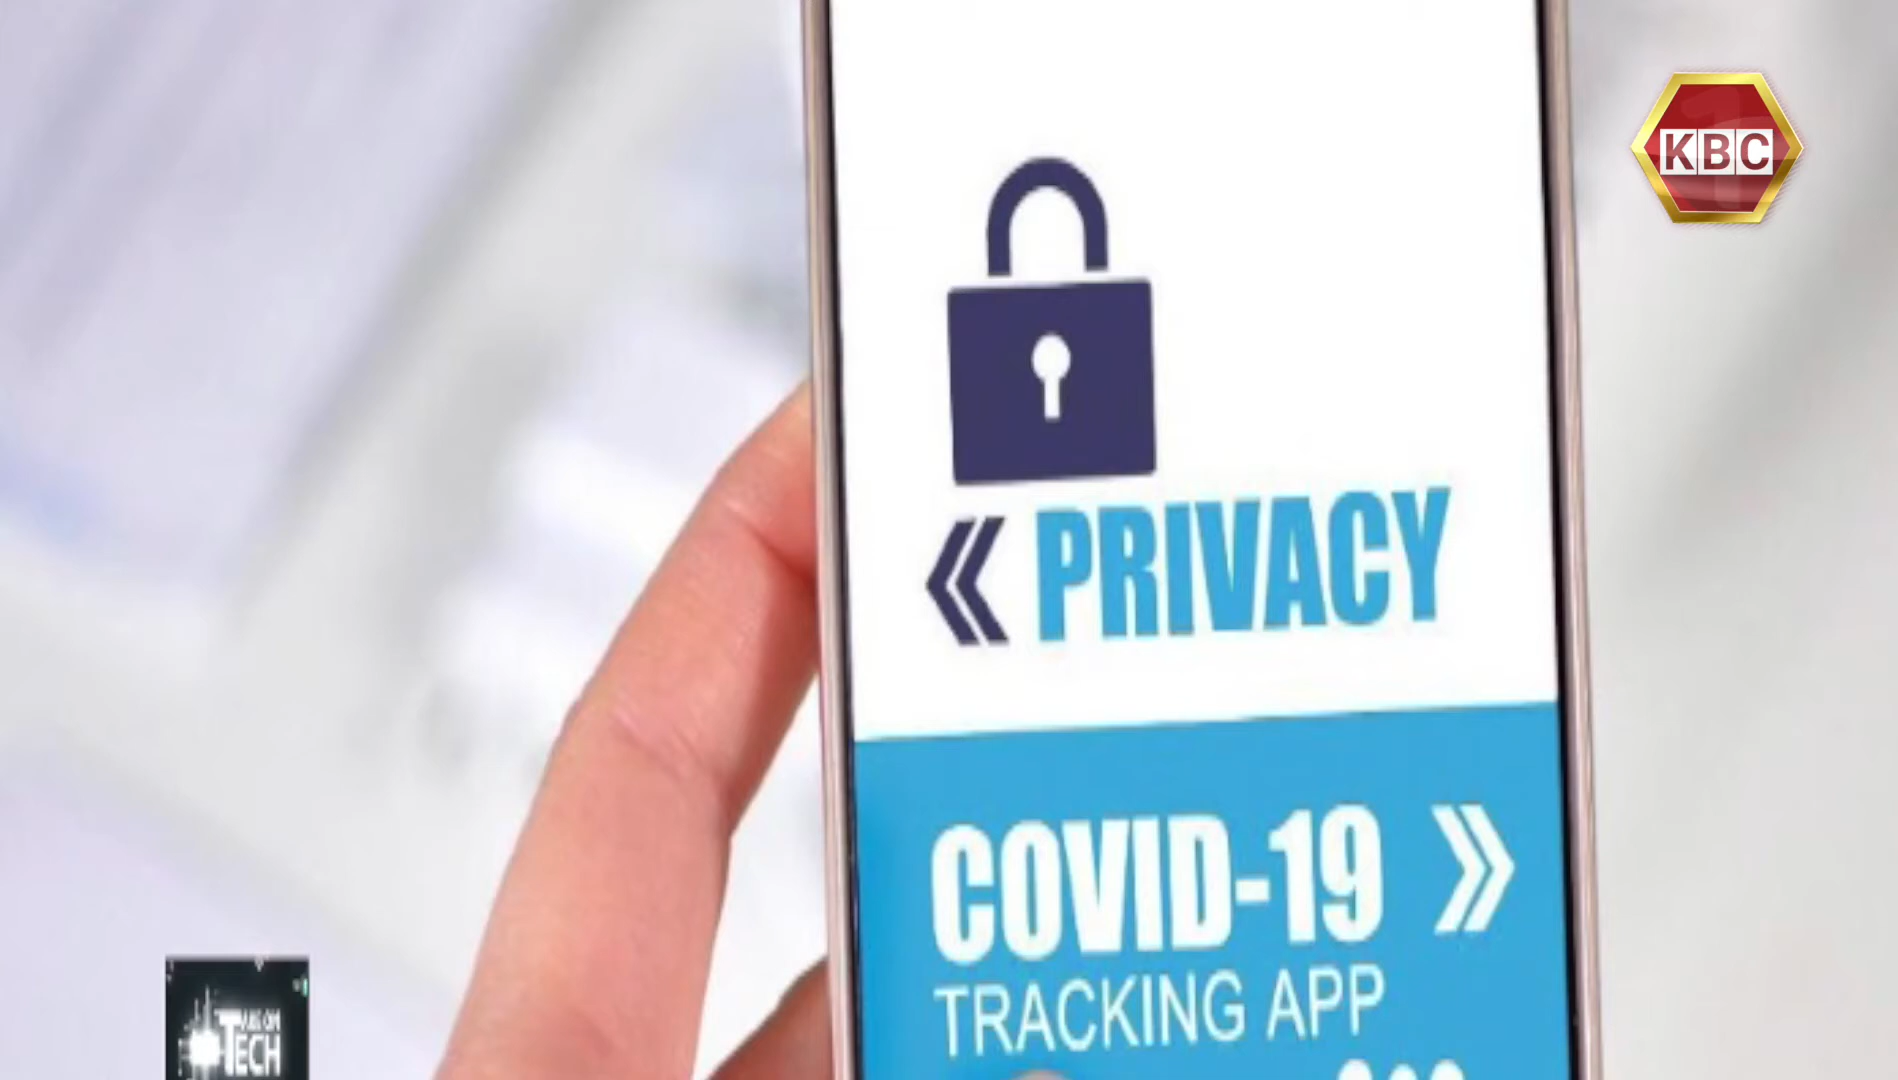 KBC
« PRIVACY
COVID-19 »
TRACKING APP
TECH